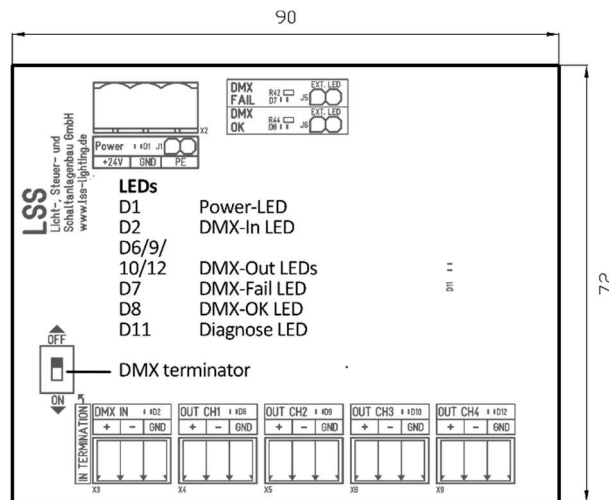 90
DMX FAIL R42 D7 J5 EXT. LED
DMX OK R44 D8 J6 EXT. LED
X2
Power D1 J1
+24V GND PE
LSS
Licht-, Steuer- und
Schaltanlagenbau GmbH
www.lss-lighting.de
LEDs
D1 Power-LED
D2 DMX-In LED
D6/9/
10/12 DMX-Out LEDs
D7 DMX-Fail LED
D8 DMX-OK LED
D11 Diagnose LED
D11
72
OFF
DMX terminator
ON
IN TERMINATION
DMX IN D2 OUT CH1 D6 OUT CH2 D9 OUT CH3 D10 OUT CH4 D12
+ - GND + - GND + - GND + - GND + - GND
X3 X4 X5 X6 X9